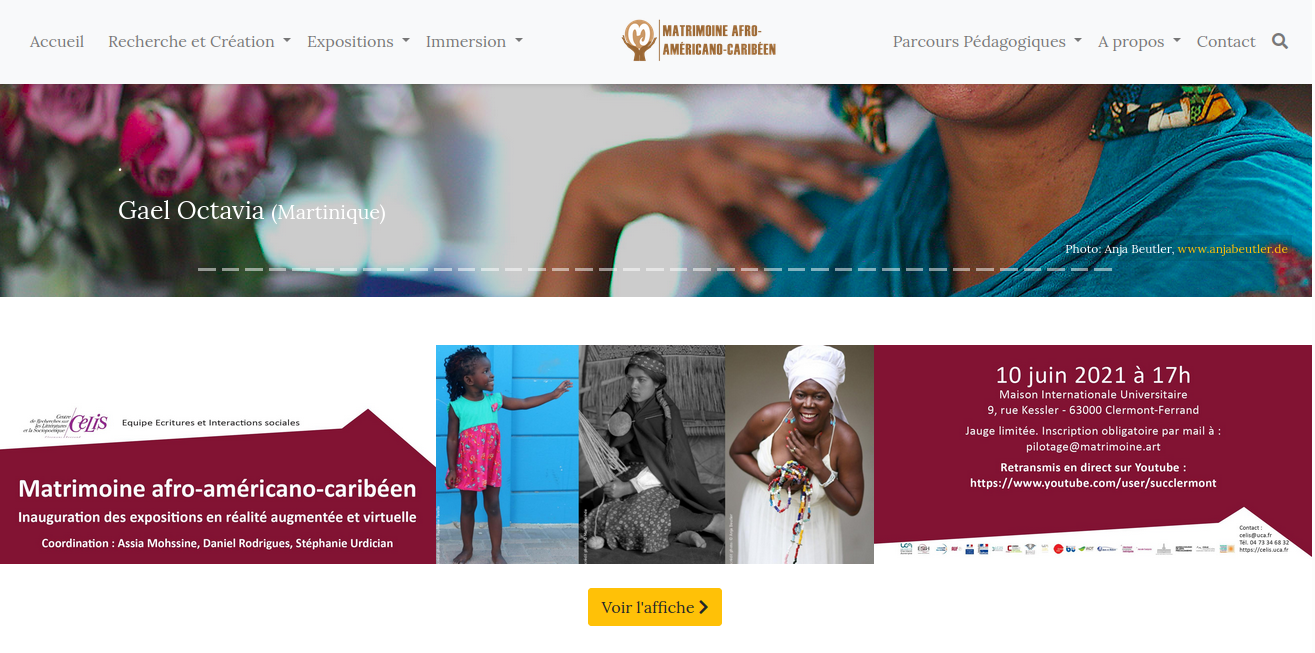 Accueil
Recherche et Création
Expositions
Immersion
MATRIMOINE AFRO-
AMÉRICANO-CARIBÉEN
Parcours Pédagogiques
A propos
Contact
.
Gael Octavia (Martinique)
Photo: Anja Beutler, www.anjabeutler.de
Centre
de Recherches sur
les Littératures
et la Sociopoétique
CELIS
Equipe Ecritures et Interactions sociales
Matrimoine afro-américano-caribéen
Inauguration des expositions en réalité augmentée et virtuelle
Coordination : Assia Mohssine, Daniel Rodrigues, Stéphanie Urdician
10 juin 2021 à 17h
Maison Internationale Universitaire
9, rue Kessler - 63000 Clermont-Ferrand
Jauge limitée. Inscription obligatoire par mail à :
pilotage@matrimoine.art
Retransmis en direct sur Youtube :
https://www.youtube.com/user/succlermont
Contact :
celis@uca.fr
Tél. 04 73 34 68 32
https://celis.uca.fr
Voir l'affiche